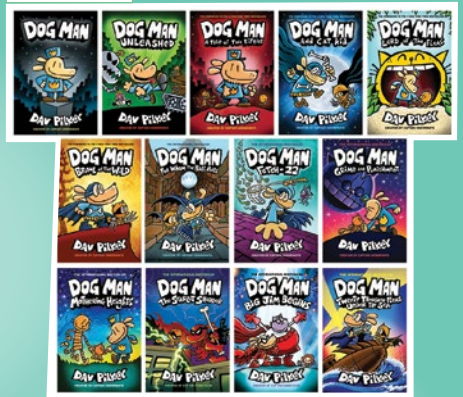 DOG MAN
DAV PILKEY
DOG MAN
UNLEASHED
DAV PILKEY
DOG MAN
A Tale of Two Kitties
DAV PILKEY
DOG MAN
and CAT Kid
DAV PILKEY
DOG MAN
LORD of the FLEAS
DAV PILKEY
DOG MAN
BRAWL of the WILD
DAV PILKEY
DOG MAN
For Whom the Ball Rolls
DAV PILKEY
DOG MAN
Fetch-22
DAV PILKEY
DOG MAN
Grime and Punishment
DAV PILKEY
DOG MAN
Mothering Heights
DAV PILKEY
DOG MAN
The Scarlet Shedder
DAV PILKEY
DOG MAN
BIG JIM BEGINS
DAV PILKEY
DOG MAN
Twenty Thousand Fleas
Under the Sea
DAV PILKEY